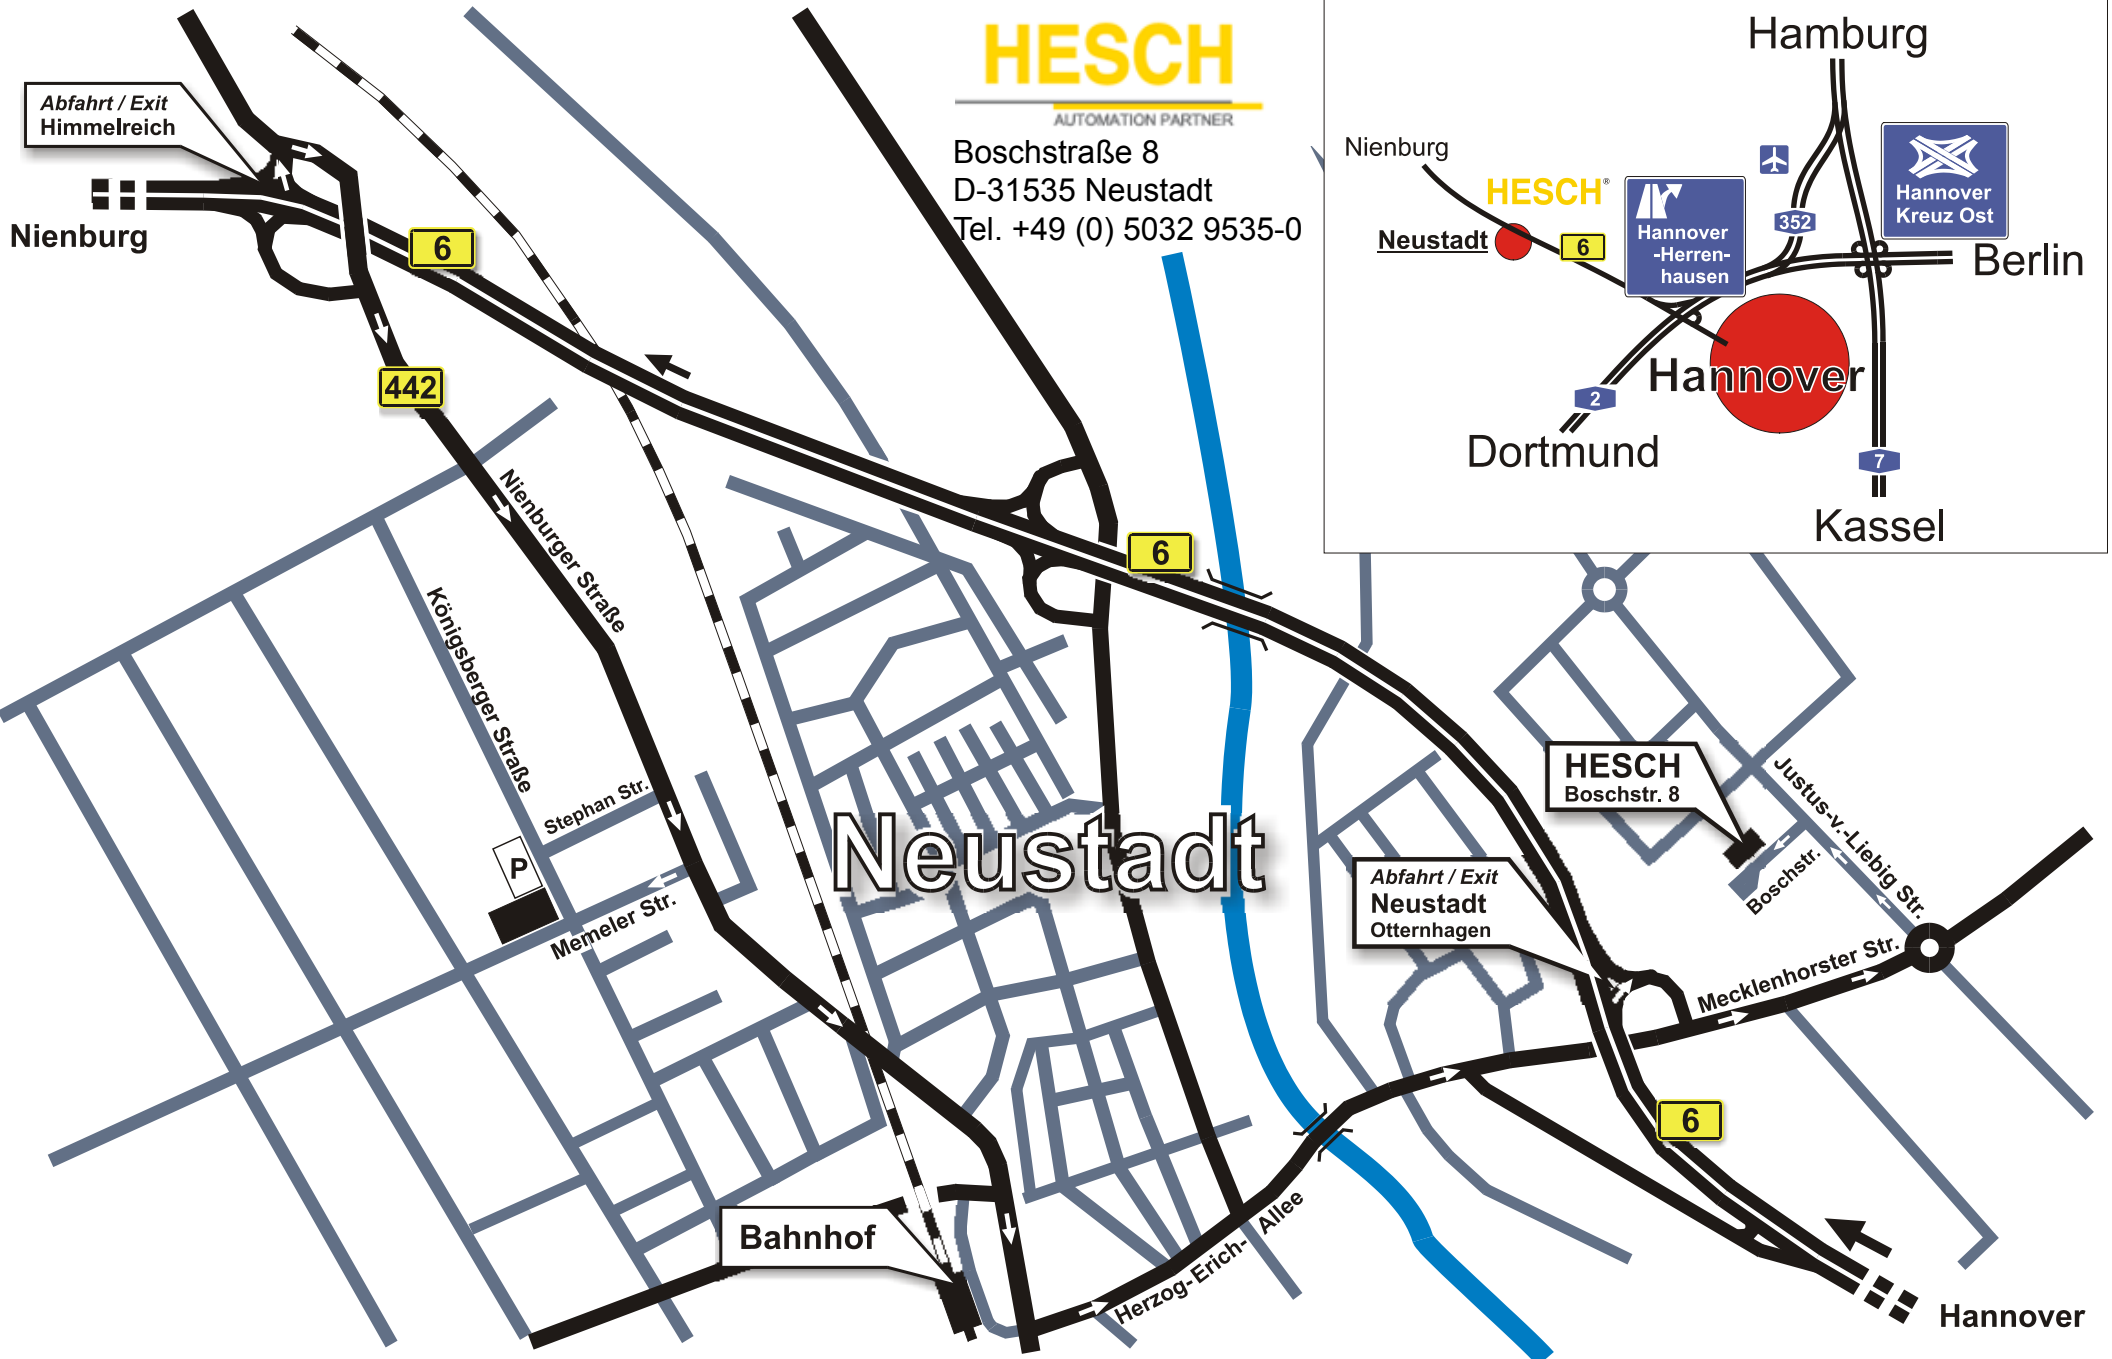 HESCH
AUTOMATION PARTNER
Boschstraße 8
D-31535 Neustadt
Tel. +49 (0) 5032 9535-0
Abfahrt / Exit
Himmelreich
Nienburg
6
442
Nienburger Straße
Königsberger Straße
Stephan Str.
P
Memeler Str.
6
Neustadt
Bahnhof
Herzog-Erich-Allee
HESCH
Boschstr. 8
Justus-v.-Liebig Str.
Boschstr.
Abfahrt / Exit
Neustadt
Otternhagen
Mecklenhorster Str.
6
Hannover
Hamburg
Nienburg
HESCH®
Neustadt
6
Hannover
-Herren-
hausen
352
Hannover
Kreuz Ost
Berlin
Hannover
2
Dortmund
7
Kassel